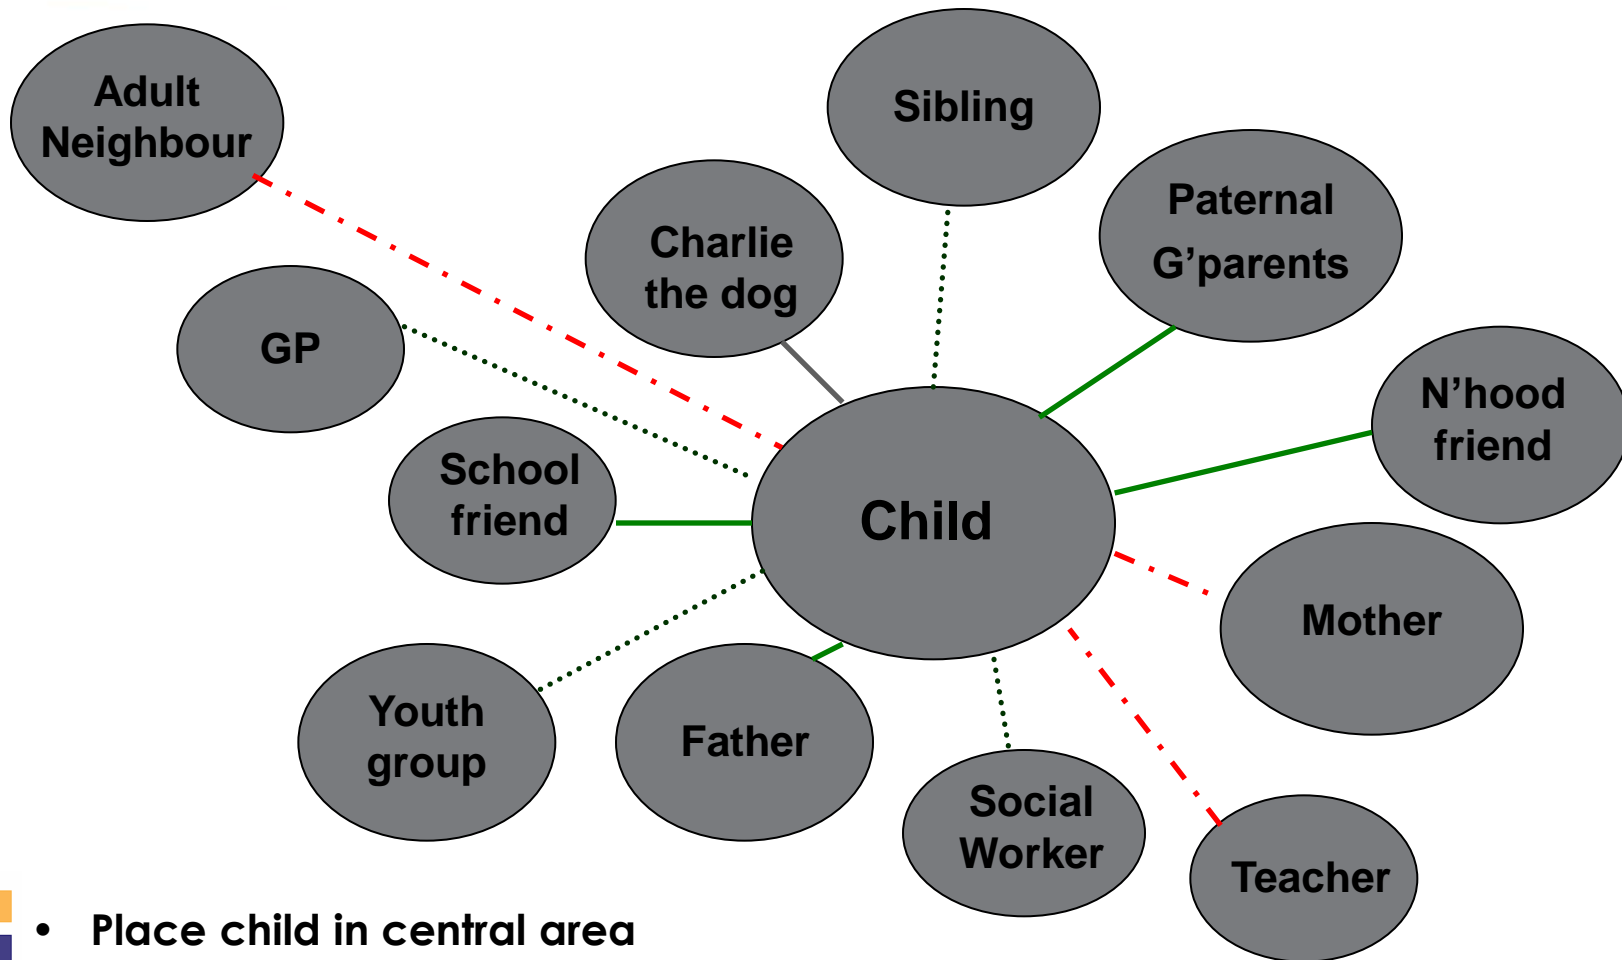 Adult
Neighbour
Sibling
Paternal
G’parents
Charlie
the dog
GP
N’hood
friend
School
friend
Child
Mother
Youth
group
Father
Social
Worker
Teacher
• Place child in central area